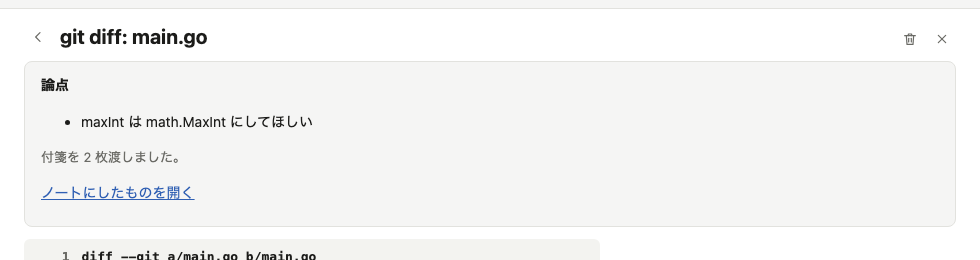 git diff: main.go
論点
• maxInt は math.MaxInt にしてほしい
付箋を 2 枚渡しました。
ノートにしたものを開く
1 diff --git a/main.go b/main.go